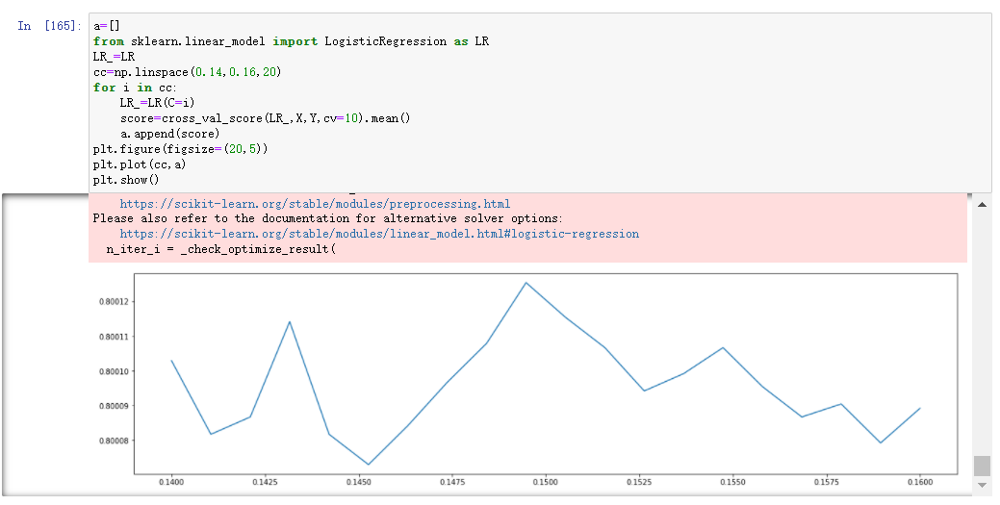 In [165]:
a=[]
from sklearn.linear_model import LogisticRegression as LR
LR_=LR
cc=np.linspace(0.14,0.16,20)
for i in cc:
    LR_=LR(C=i)
    score=cross_val_score(LR_,X,Y,cv=10).mean()
    a.append(score)
plt.figure(figsize=(20,5))
plt.plot(cc,a)
plt.show()
    https://scikit-learn.org/stable/modules/preprocessing.html
Please also refer to the documentation for alternative solver options:
    https://scikit-learn.org/stable/modules/linear_model.html#logistic-regression
  n_iter_i = _check_optimize_result(
0.80012
0.80011
0.80010
0.80009
0.80008
0.1400 0.1425 0.1450 0.1475 0.1500 0.1525 0.1550 0.1575 0.1600